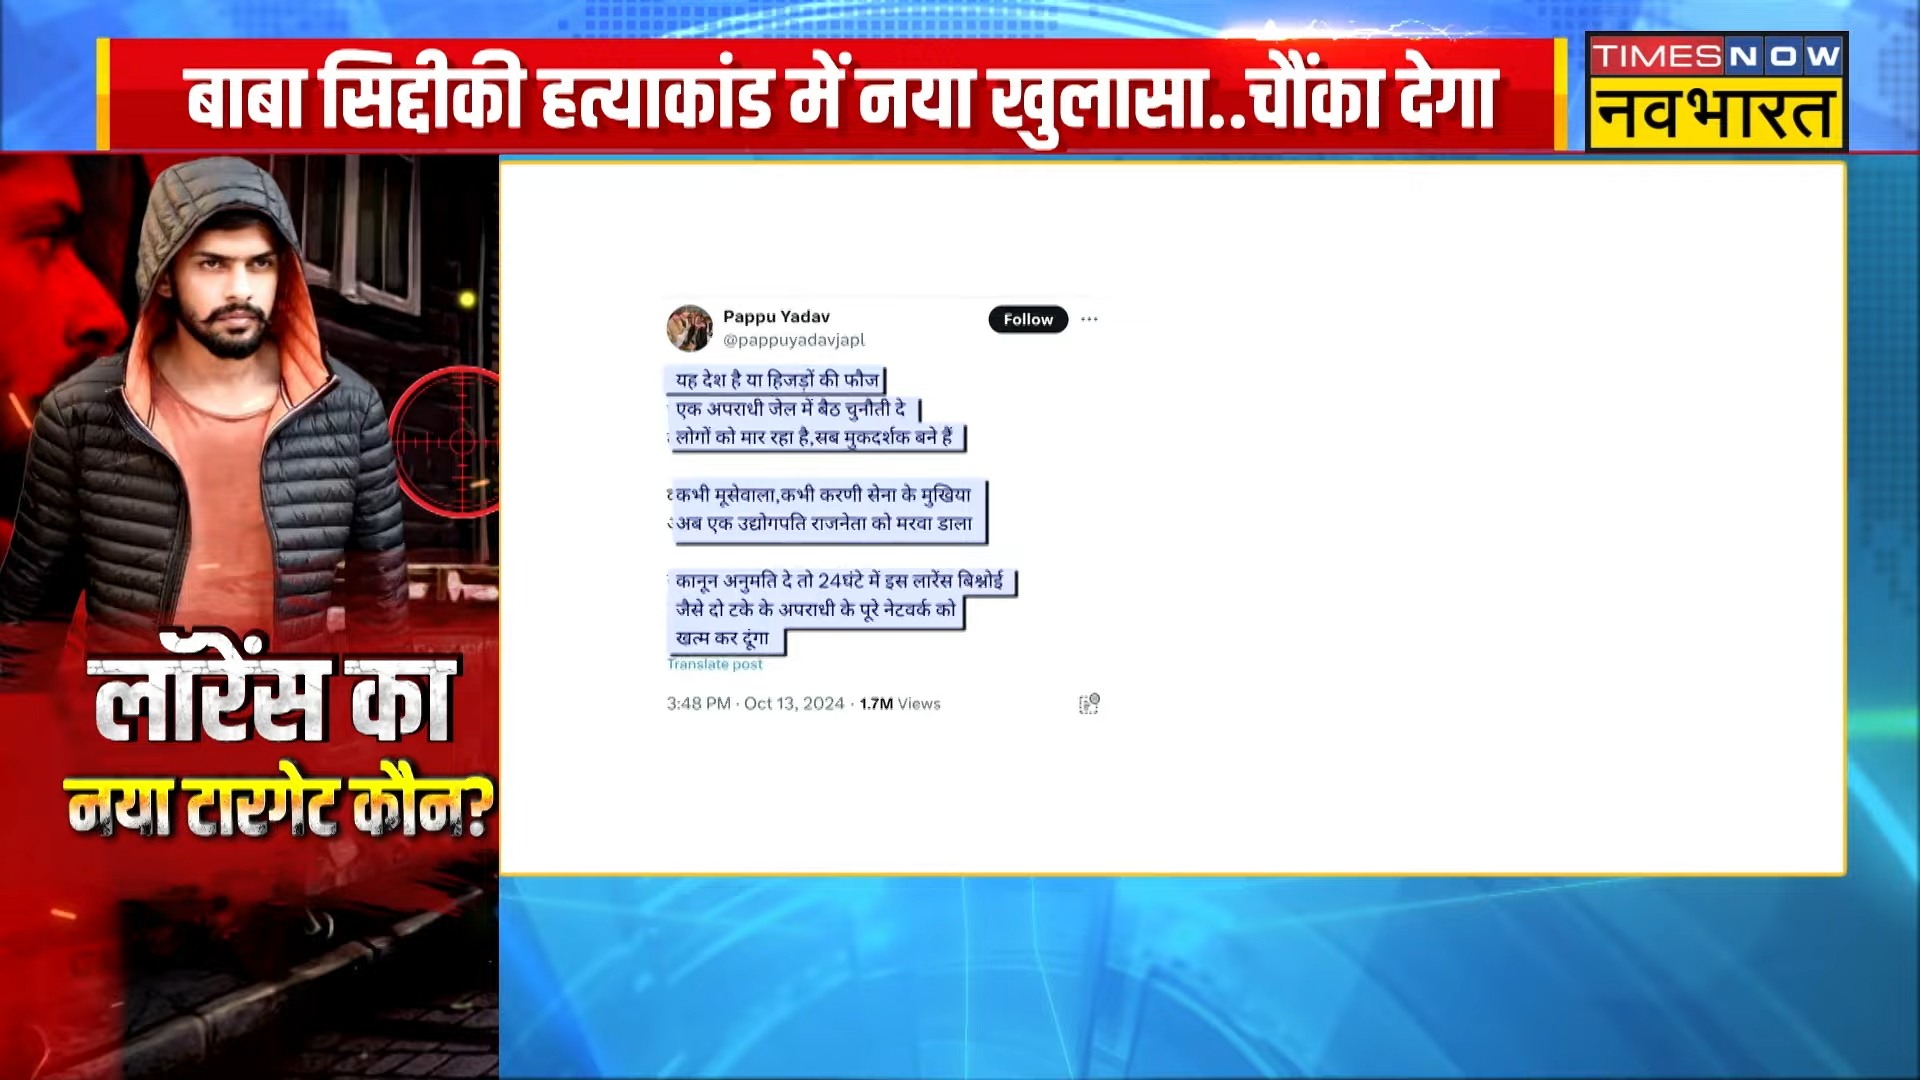 बाबा सिद्दीकी हत्याकांड में नया खुलासा..चौंका देगा
TIMES NOW
नवभारत
Pappu Yadav
@pappuyadavjapl
Follow
यह देश है या हिजड़ों की फौज
एक अपराधी जेल में बैठ चुनौती दे
लोगों को मार रहा है,सब मुकदर्शक बने हैं
कभी मूसेवाला,कभी करणी सेना के मुखिया
अब एक उद्योगपति राजनेता को मरवा डाला
कानून अनुमति दे तो 24घंटे में इस लारेंस बिश्नोई
जैसे दो टके के अपराधी के पूरे नेटवर्क को
खत्म कर दूंगा
Translate post
3:48 PM · Oct 13, 2024 · 1.7M Views
लॉरेंस का
नया टारगेट कौन?